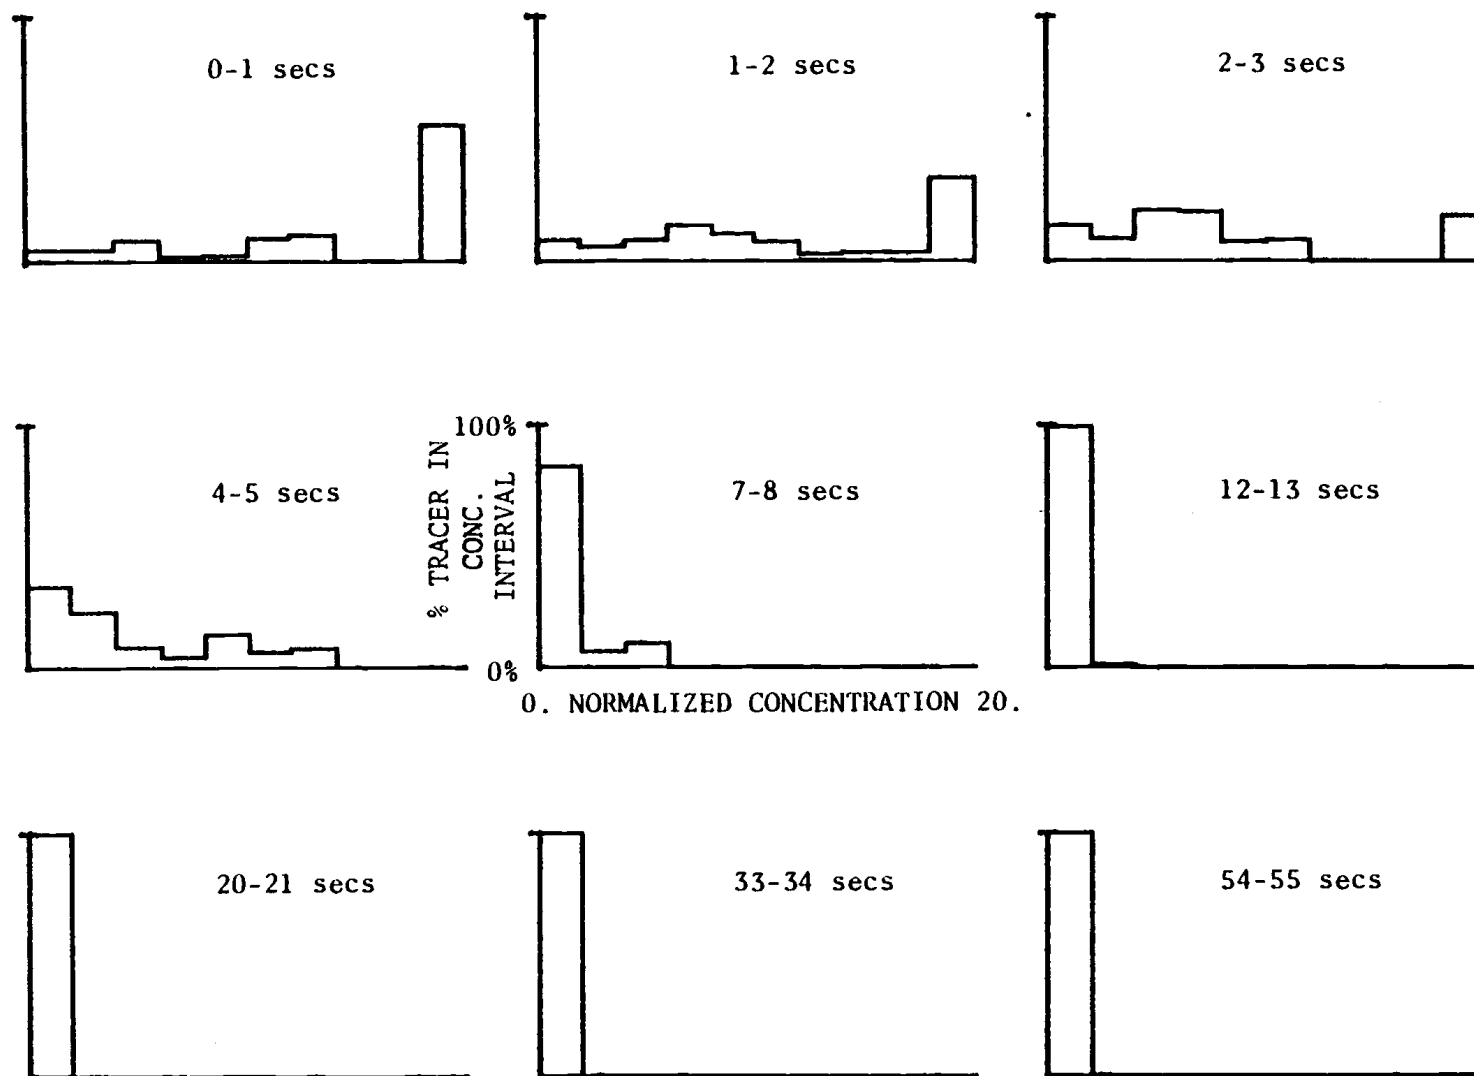 0-1 secs
1-2 secs
2-3 secs
4-5 secs
100%
% TRACER IN
CONC.
INTERVAL
7-8 secs
12-13 secs
0%
0. NORMALIZED CONCENTRATION 20.
20-21 secs
33-34 secs
54-55 secs